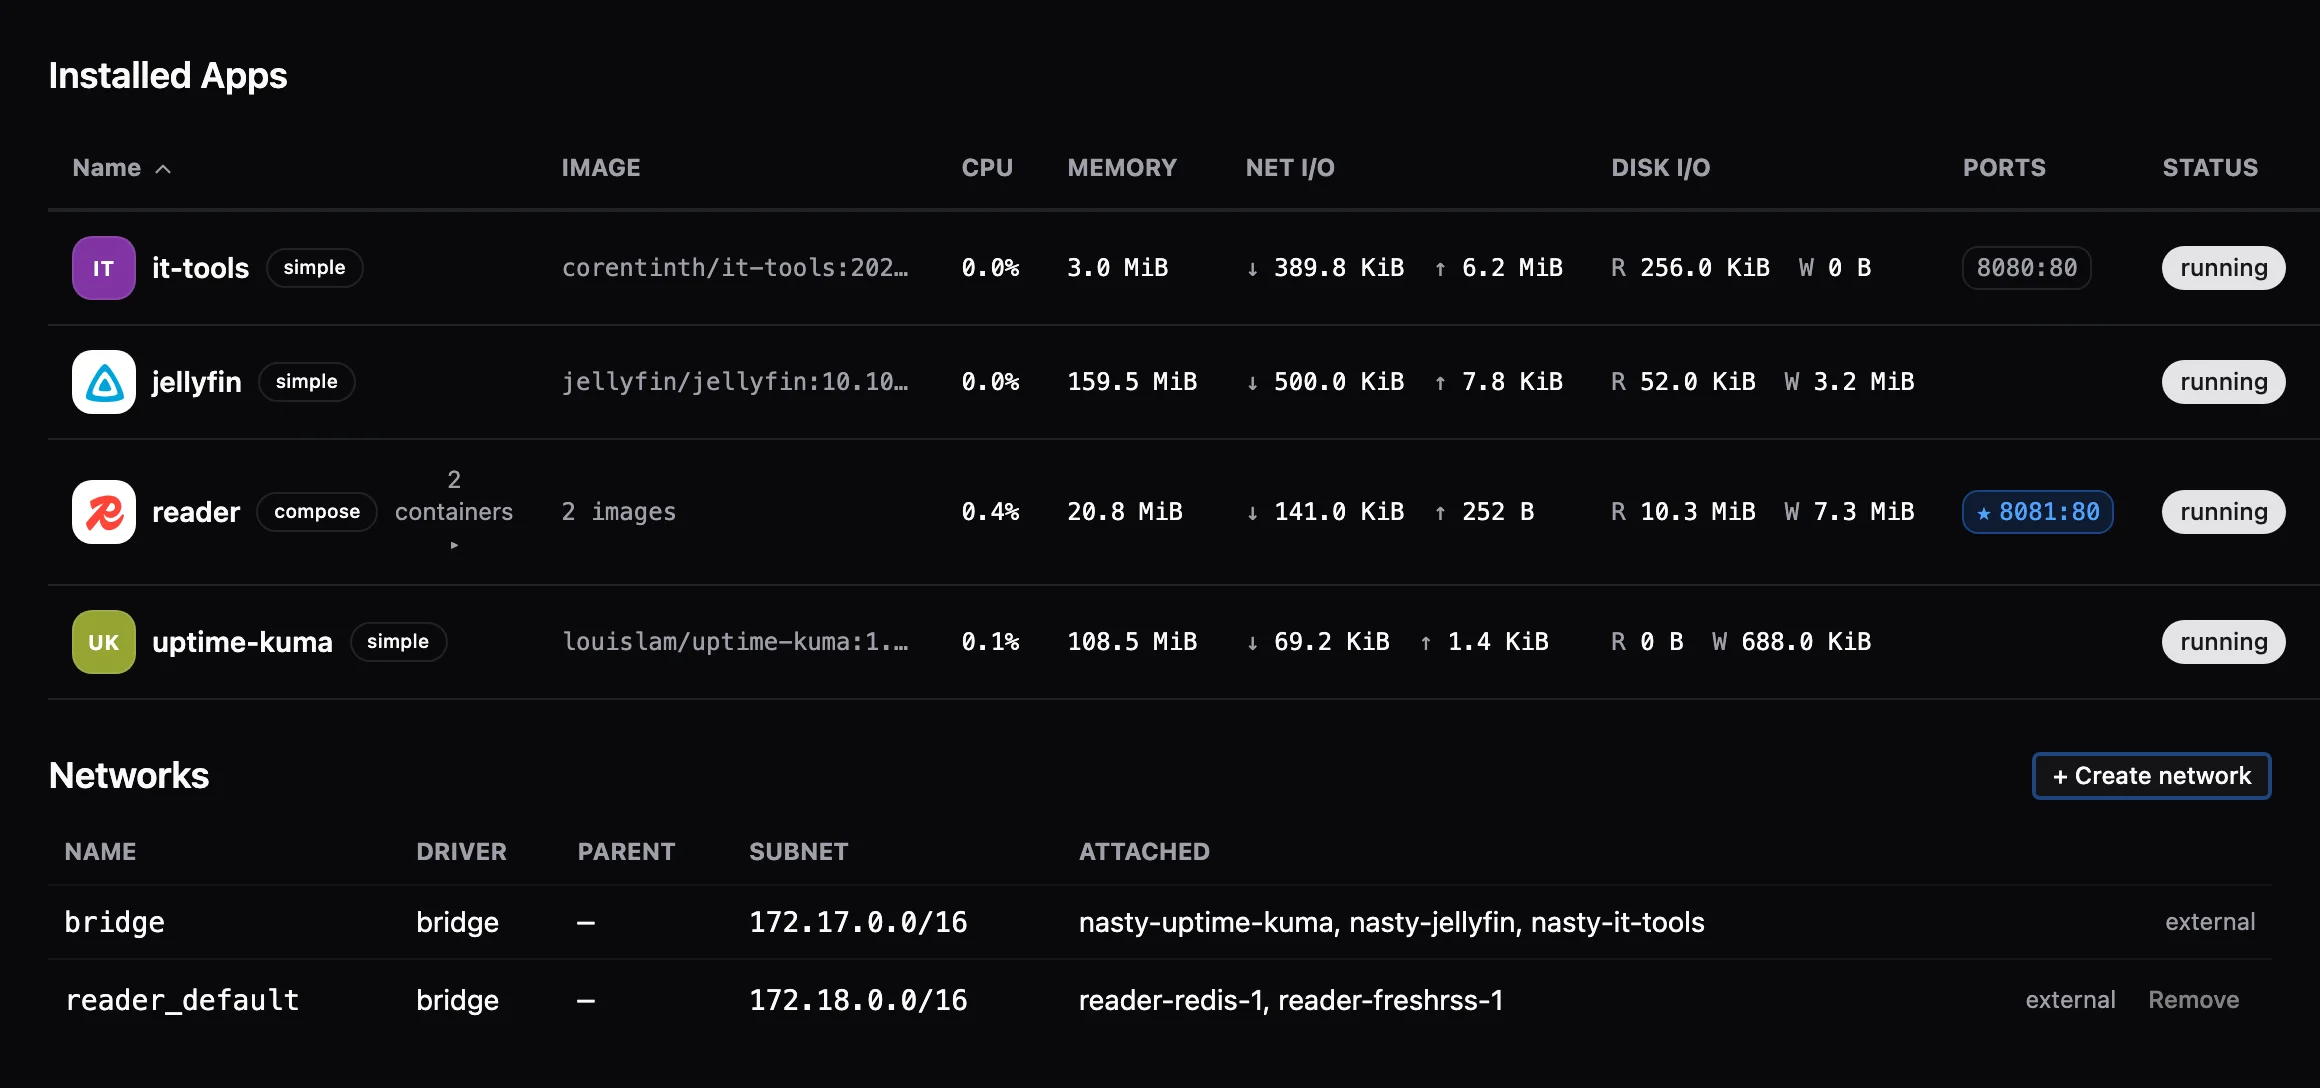 Installed Apps
Name IMAGE CPU MEMORY NET I/O DISK I/O PORTS STATUS
IT it-tools simple corentinth/it-tools:202… 0.0% 3.0 MiB ↓ 389.8 KiB ↑ 6.2 MiB R 256.0 KiB W 0 B 8080:80 running
jellyfin simple jellyfin/jellyfin:10.10… 0.0% 159.5 MiB ↓ 500.0 KiB ↑ 7.8 KiB R 52.0 KiB W 3.2 MiB running
reader compose 2 containers ▸ 2 images 0.4% 20.8 MiB ↓ 141.0 KiB ↑ 252 B R 10.3 MiB W 7.3 MiB ★ 8081:80 running
UK uptime-kuma simple louislam/uptime-kuma:1.… 0.1% 108.5 MiB ↓ 69.2 KiB ↑ 1.4 KiB R 0 B W 688.0 KiB running
Networks + Create network
NAME DRIVER PARENT SUBNET ATTACHED
bridge bridge — 172.17.0.0/16 nasty-uptime-kuma, nasty-jellyfin, nasty-it-tools external
reader_default bridge — 172.18.0.0/16 reader-redis-1, reader-freshrss-1 external Remove